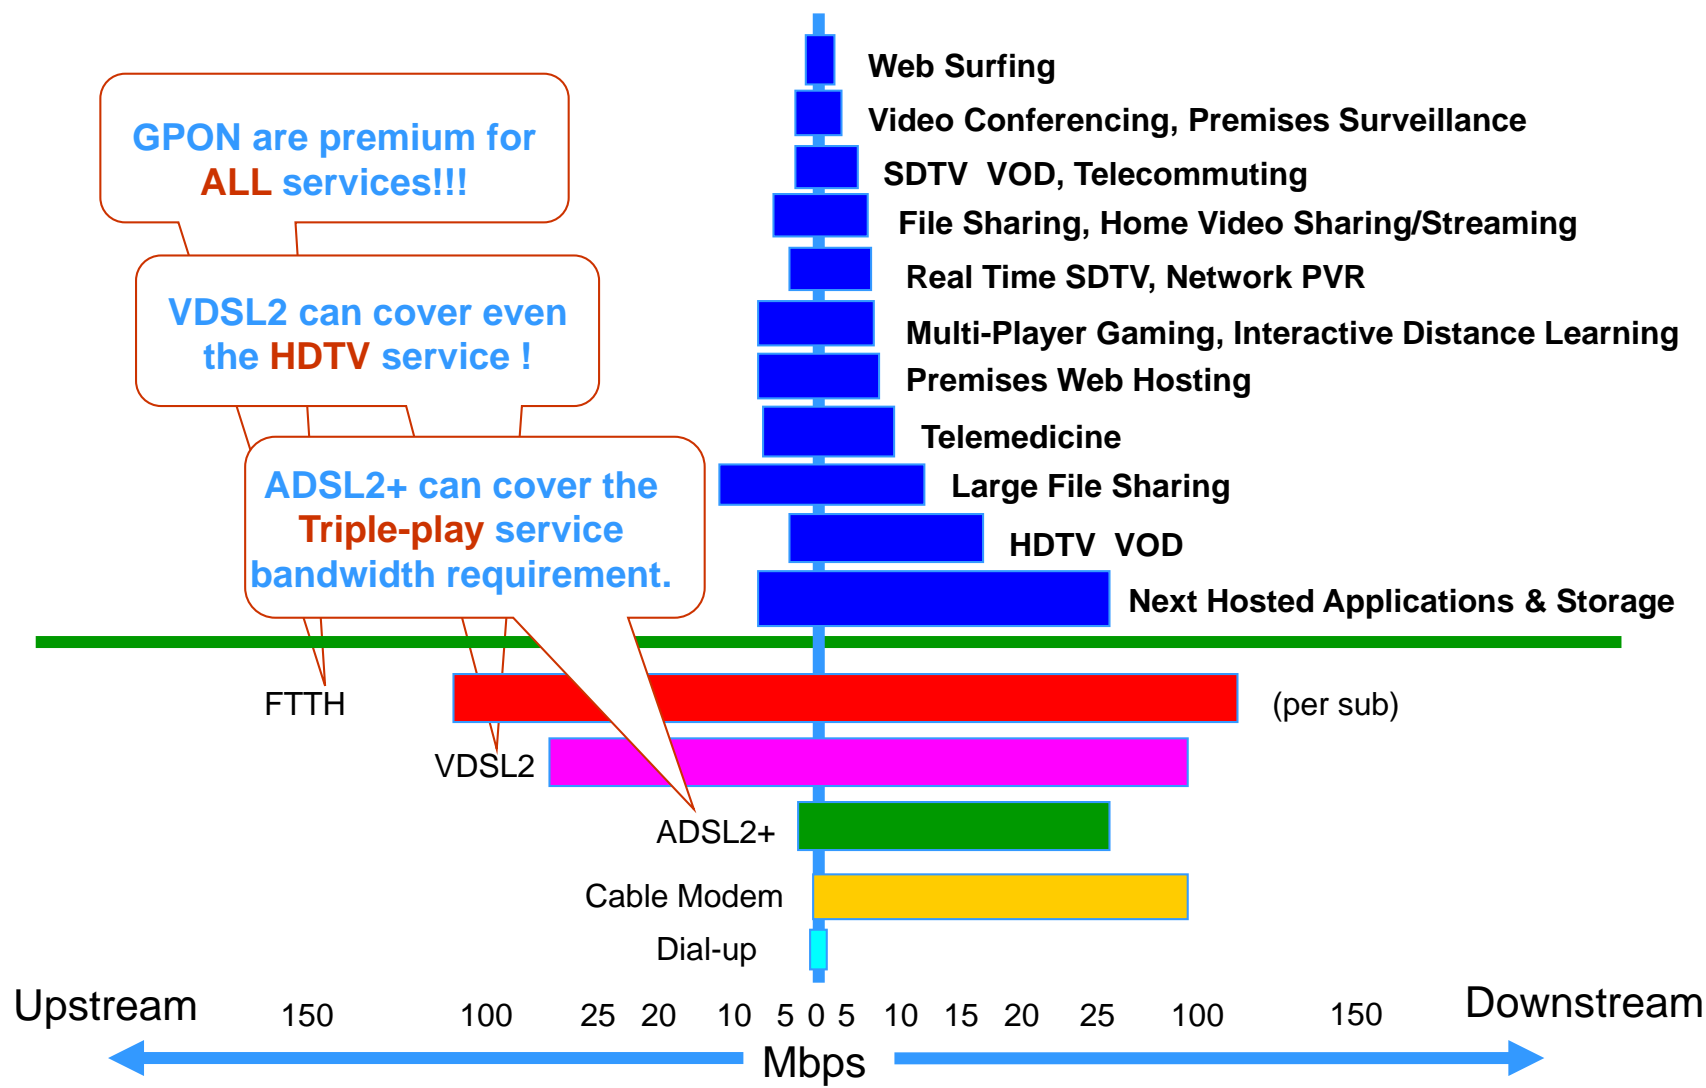 GPON are premium for
ALL services!!!
VDSL2 can cover even
the HDTV service !
ADSL2+ can cover the
Triple-play service
bandwidth requirement.
Web Surfing
Video Conferencing, Premises Surveillance
SDTV VOD, Telecommuting
File Sharing, Home Video Sharing/Streaming
Real Time SDTV, Network PVR
Multi-Player Gaming, Interactive Distance Learning
Premises Web Hosting
Telemedicine
Large File Sharing
HDTV VOD
Next Hosted Applications & Storage
FTTH (per sub)
VDSL2
ADSL2+
Cable Modem
Dial-up
Upstream 150 100 25 20 10 5 0 5 10 15 20 25 100 150 Downstream
Mbps